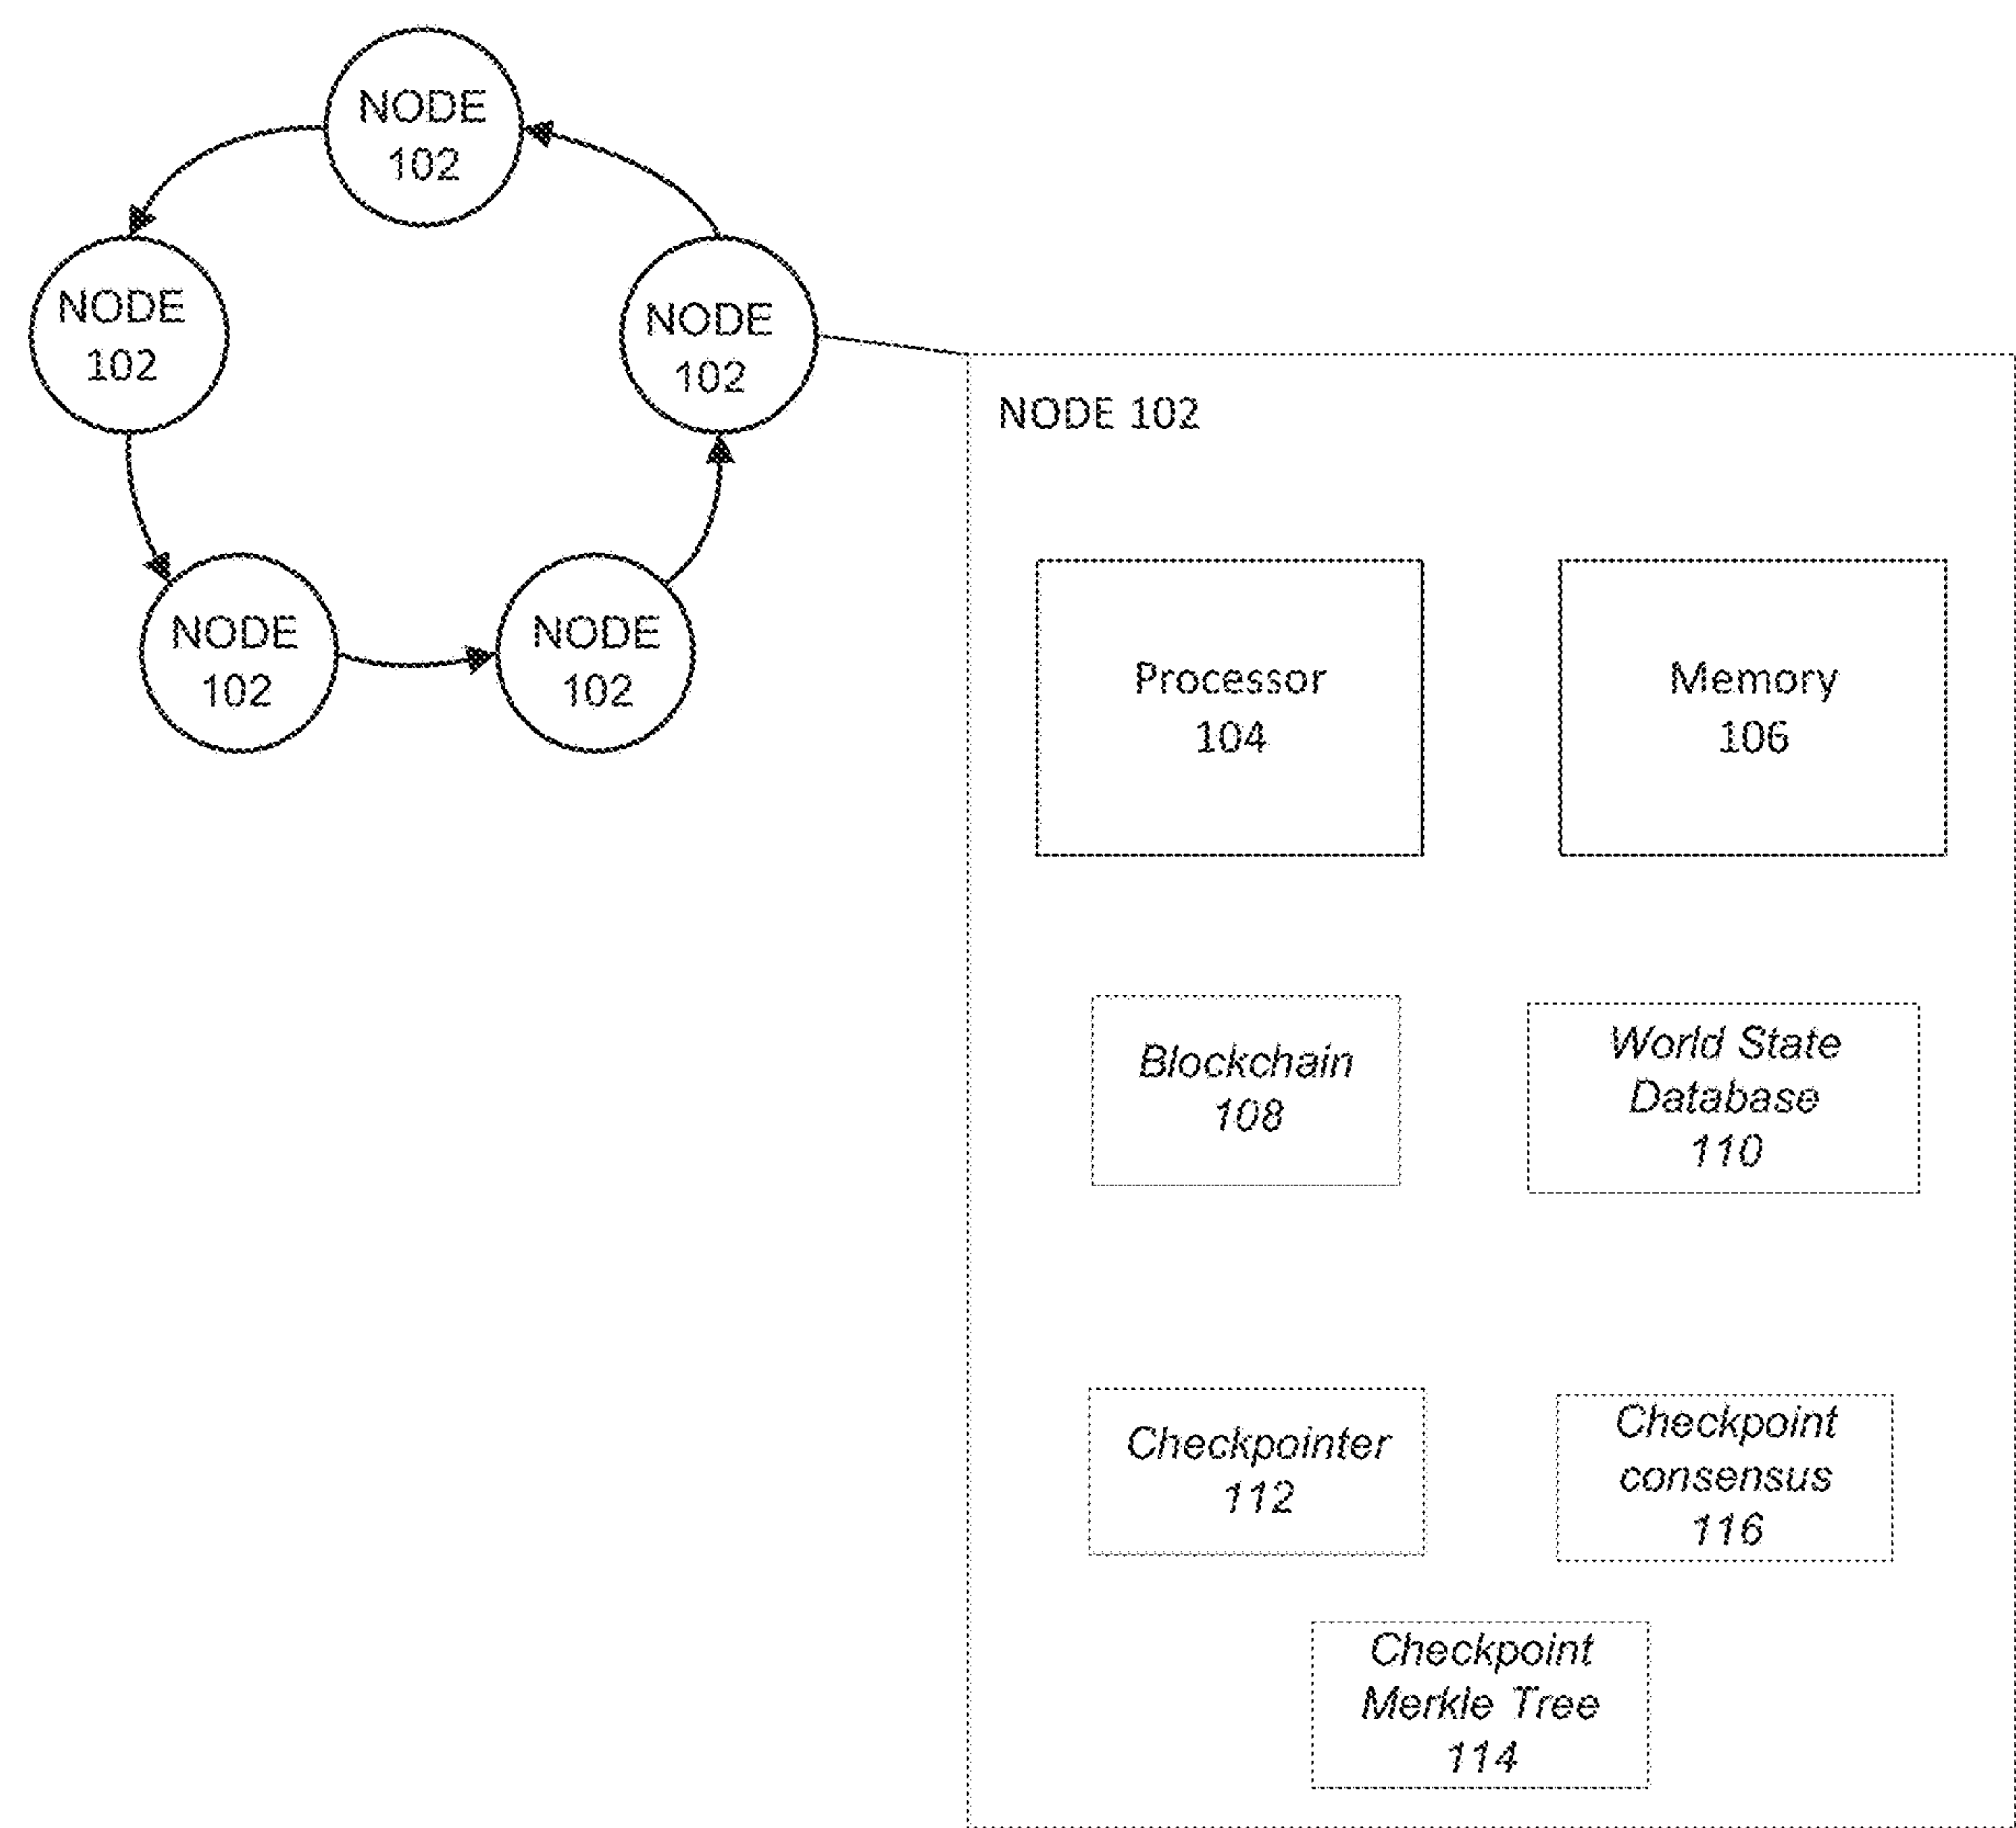 NODE
102
NODE
102
NODE
102
NODE
102
NODE
102
NODE 102
Processor
104
Memory
106
Blockchain
108
World State
Database
110
Checkpointer
112
Checkpoint
consensus
116
Checkpoint
Merkle Tree
114